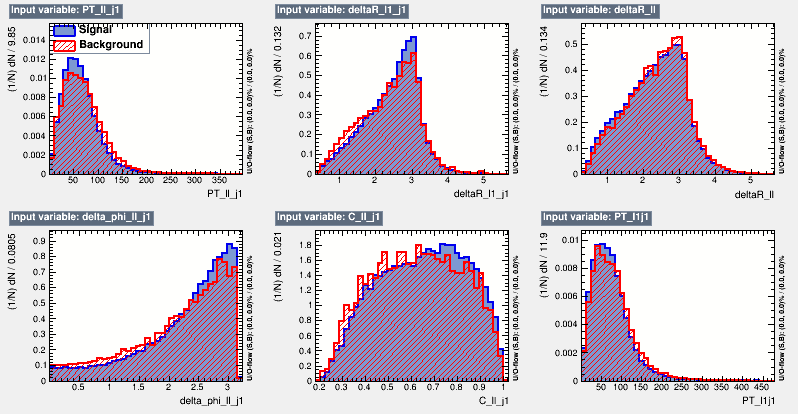 Input variable: PT_ll_j1
Signal
Background
(1/N) dN / 9.85
0.014
0.012
0.01
0.008
0.006
0.004
0.002
0
50 100 150 200 250 300 350
PT_ll_j1
U/O-flow (S,B): (0.0, 0.0)% / (0.0, 0.0)%
Input variable: deltaR_l1_j1
(1/N) dN / 0.132
0.7
0.6
0.5
0.4
0.3
0.2
0.1
0
1 2 3 4 5
deltaR_l1_j1
U/O-flow (S,B): (0.0, 0.0)% / (0.0, 0.0)%
Input variable: deltaR_ll
(1/N) dN / 0.134
0.5
0.4
0.3
0.2
0.1
0
1 2 3 4 5
deltaR_ll
U/O-flow (S,B): (0.0, 0.0)% / (0.0, 0.0)%
Input variable: delta_phi_ll_j1
(1/N) dN / 0.0805
0.9
0.8
0.7
0.6
0.5
0.4
0.3
0.2
0.1
0
0.5 1 1.5 2 2.5 3
delta_phi_ll_j1
U/O-flow (S,B): (0.0, 0.0)% / (0.0, 0.0)%
Input variable: C_ll_j1
(1/N) dN / 0.021
1.8
1.6
1.4
1.2
1
0.8
0.6
0.4
0.2
0
0.2 0.3 0.4 0.5 0.6 0.7 0.8 0.9 1
C_ll_j1
U/O-flow (S,B): (0.0, 0.0)% / (0.0, 0.0)%
Input variable: PT_l1j1
(1/N) dN / 11.9
0.01
0.008
0.006
0.004
0.002
0
50 100 150 200 250 300 350 400 450
PT_l1j1
U/O-flow (S,B): (0.0, 0.0)% / (0.0, 0.0)%